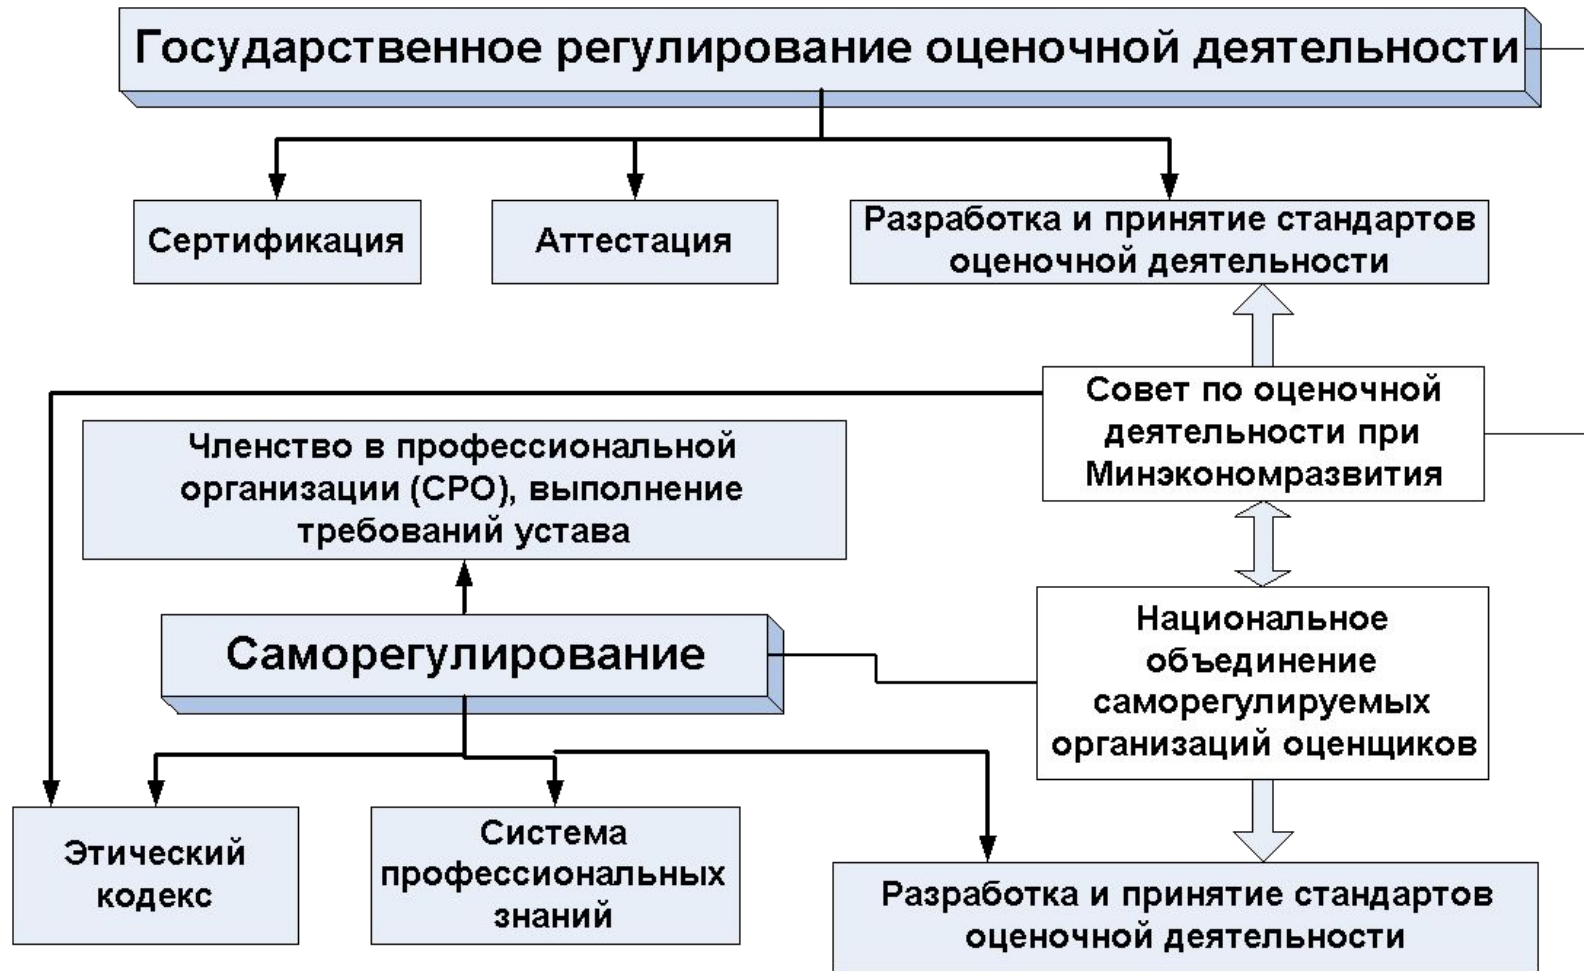 Государственное регулирование оценочной деятельности
Сертификация
Аттестация
Разработка и принятие стандартов
оценочной деятельности
Совет по оценочной
деятельности при
Минэкономразвития
Членство в профессиональной
организации (СРО), выполнение
требований устава
Саморегулирование
Национальное
объединение
саморегулируемых
организаций оценщиков
Этический
кодекс
Система
профессиональных
знаний
Разработка и принятие стандартов
оценочной деятельности